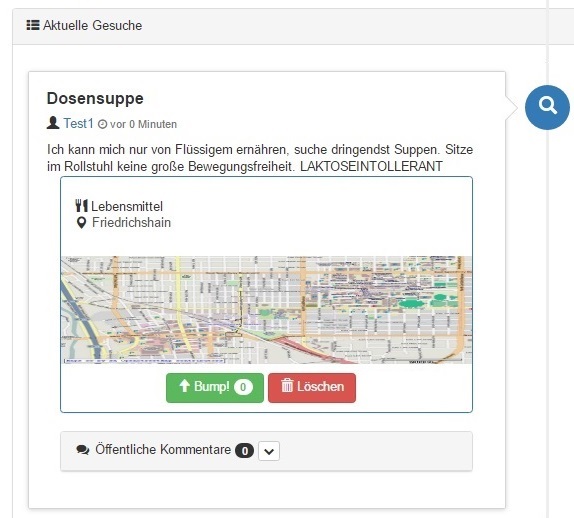 Aktuelle Gesuche
Dosensuppe
Test1 vor 0 Minuten
Ich kann mich nur von Flüssigem ernähren, suche dringendst Suppen. Sitze
im Rollstuhl keine große Bewegungsfreiheit. LAKTOSEINTOLLERANT
Lebensmittel
Friedrichshain
Bump! 0 Löschen
Öffentliche Kommentare 0